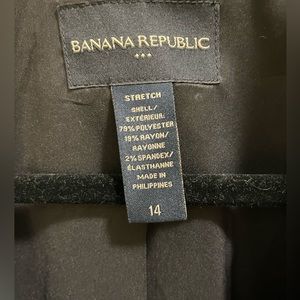 BANANA REPUBLIC
STRETCH
SHELL/
EXTÉRIEUR:
79% POLYESTER
19% RAYON/
RAYONNE
2% SPANDEX/
ÉLASTHANNE
MADE IN
PHILIPPINES
14